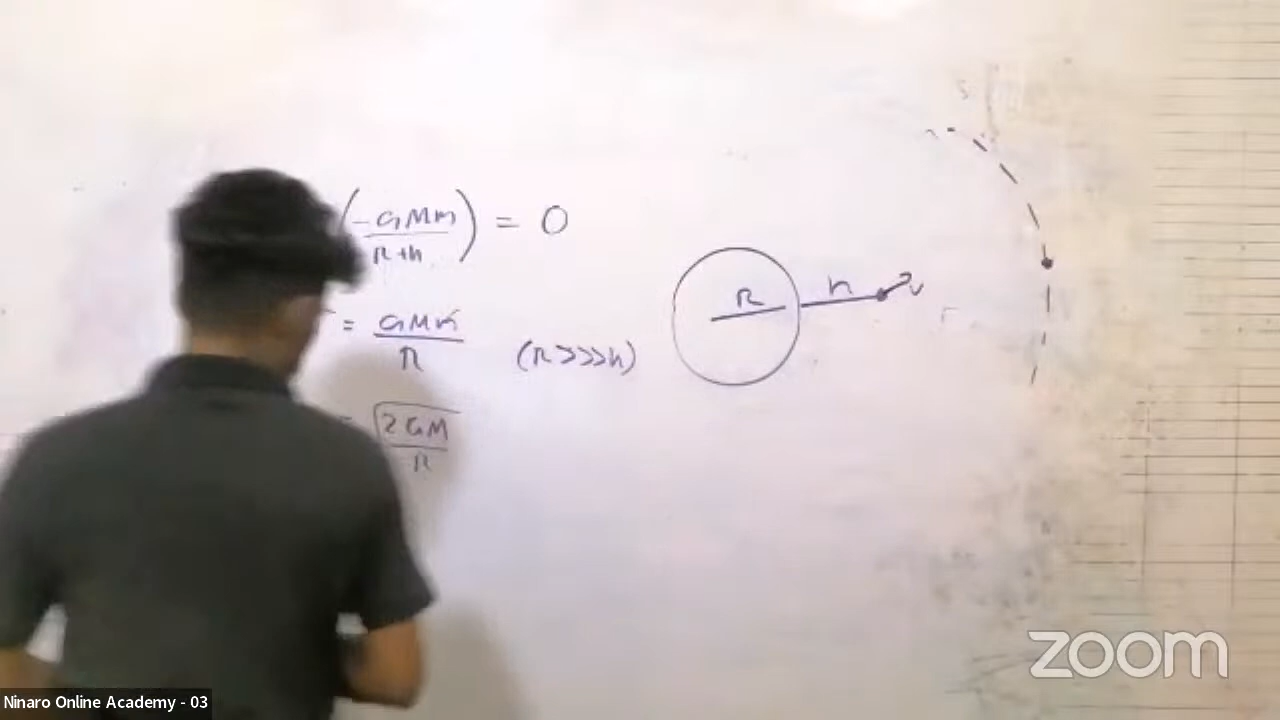 (-GMm/R+h) = 0
= GMm/R (R>>>h)
= √2GM/R
R h v
zoom
Ninaro Online Academy - 03